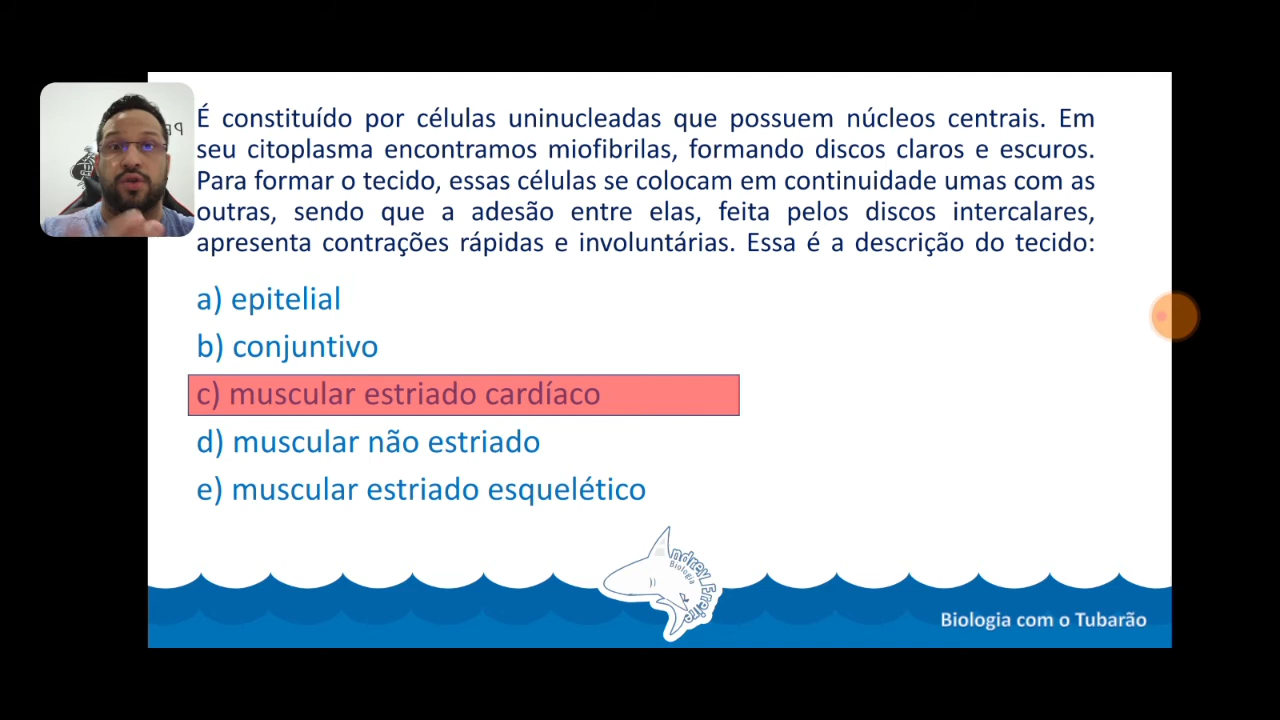 É constituído por células uninucleadas que possuem núcleos centrais. Em
seu citoplasma encontramos miofibrilas, formando discos claros e escuros.
Para formar o tecido, essas células se colocam em continuidade umas com as
outras, sendo que a adesão entre elas, feita pelos discos intercalares,
apresenta contrações rápidas e involuntárias. Essa é a descrição do tecido:
a) epitelial
b) conjuntivo
c) muscular estriado cardíaco
d) muscular não estriado
e) muscular estriado esquelético
Biologia
Biologia com o Tubarão